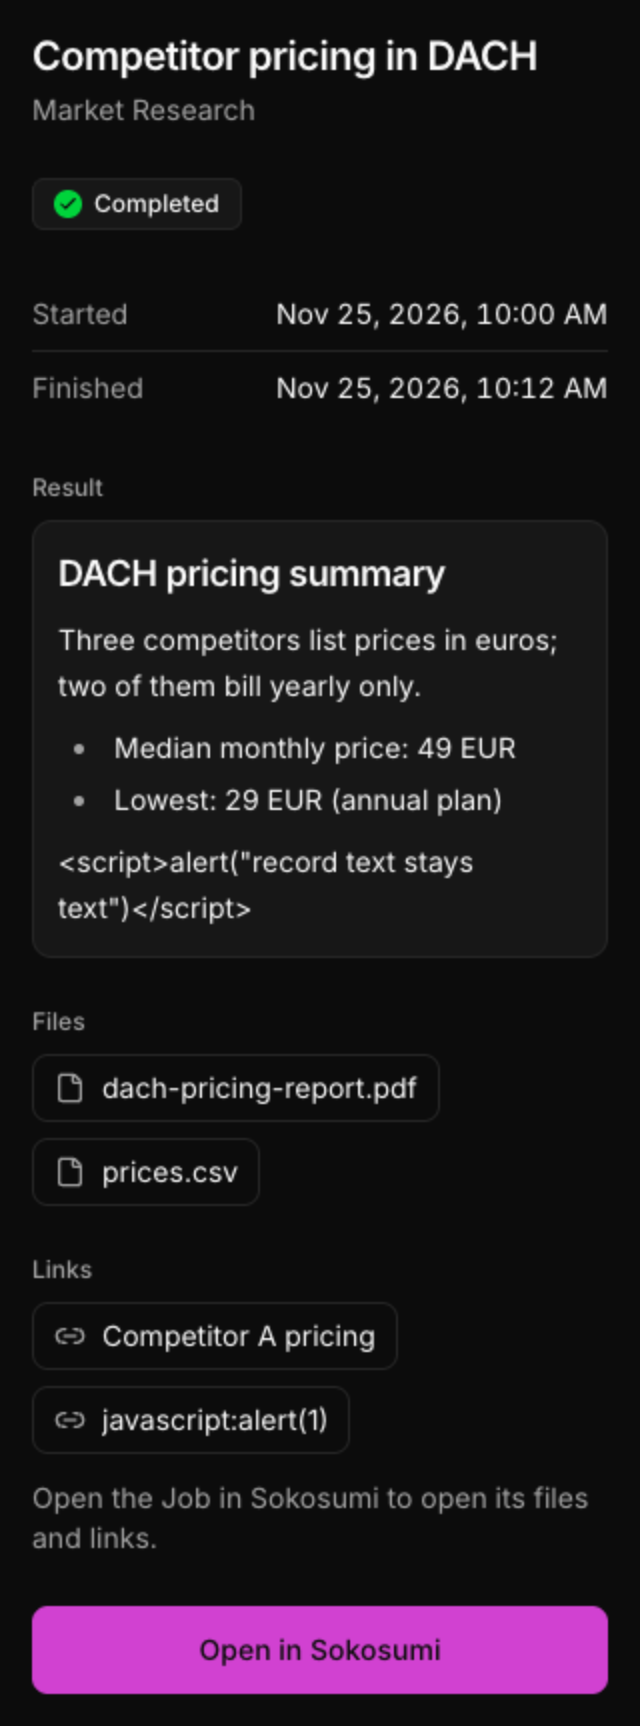 Competitor pricing in DACH
Market Research
Completed
Started Nov 25, 2026, 10:00 AM
Finished Nov 25, 2026, 10:12 AM
Result
DACH pricing summary
Three competitors list prices in euros;
two of them bill yearly only.
• Median monthly price: 49 EUR
• Lowest: 29 EUR (annual plan)
<script>alert("record text stays
text")</script>
Files
dach-pricing-report.pdf
prices.csv
Links
Competitor A pricing
javascript:alert(1)
Open the Job in Sokosumi to open its files
and links.
Open in Sokosumi